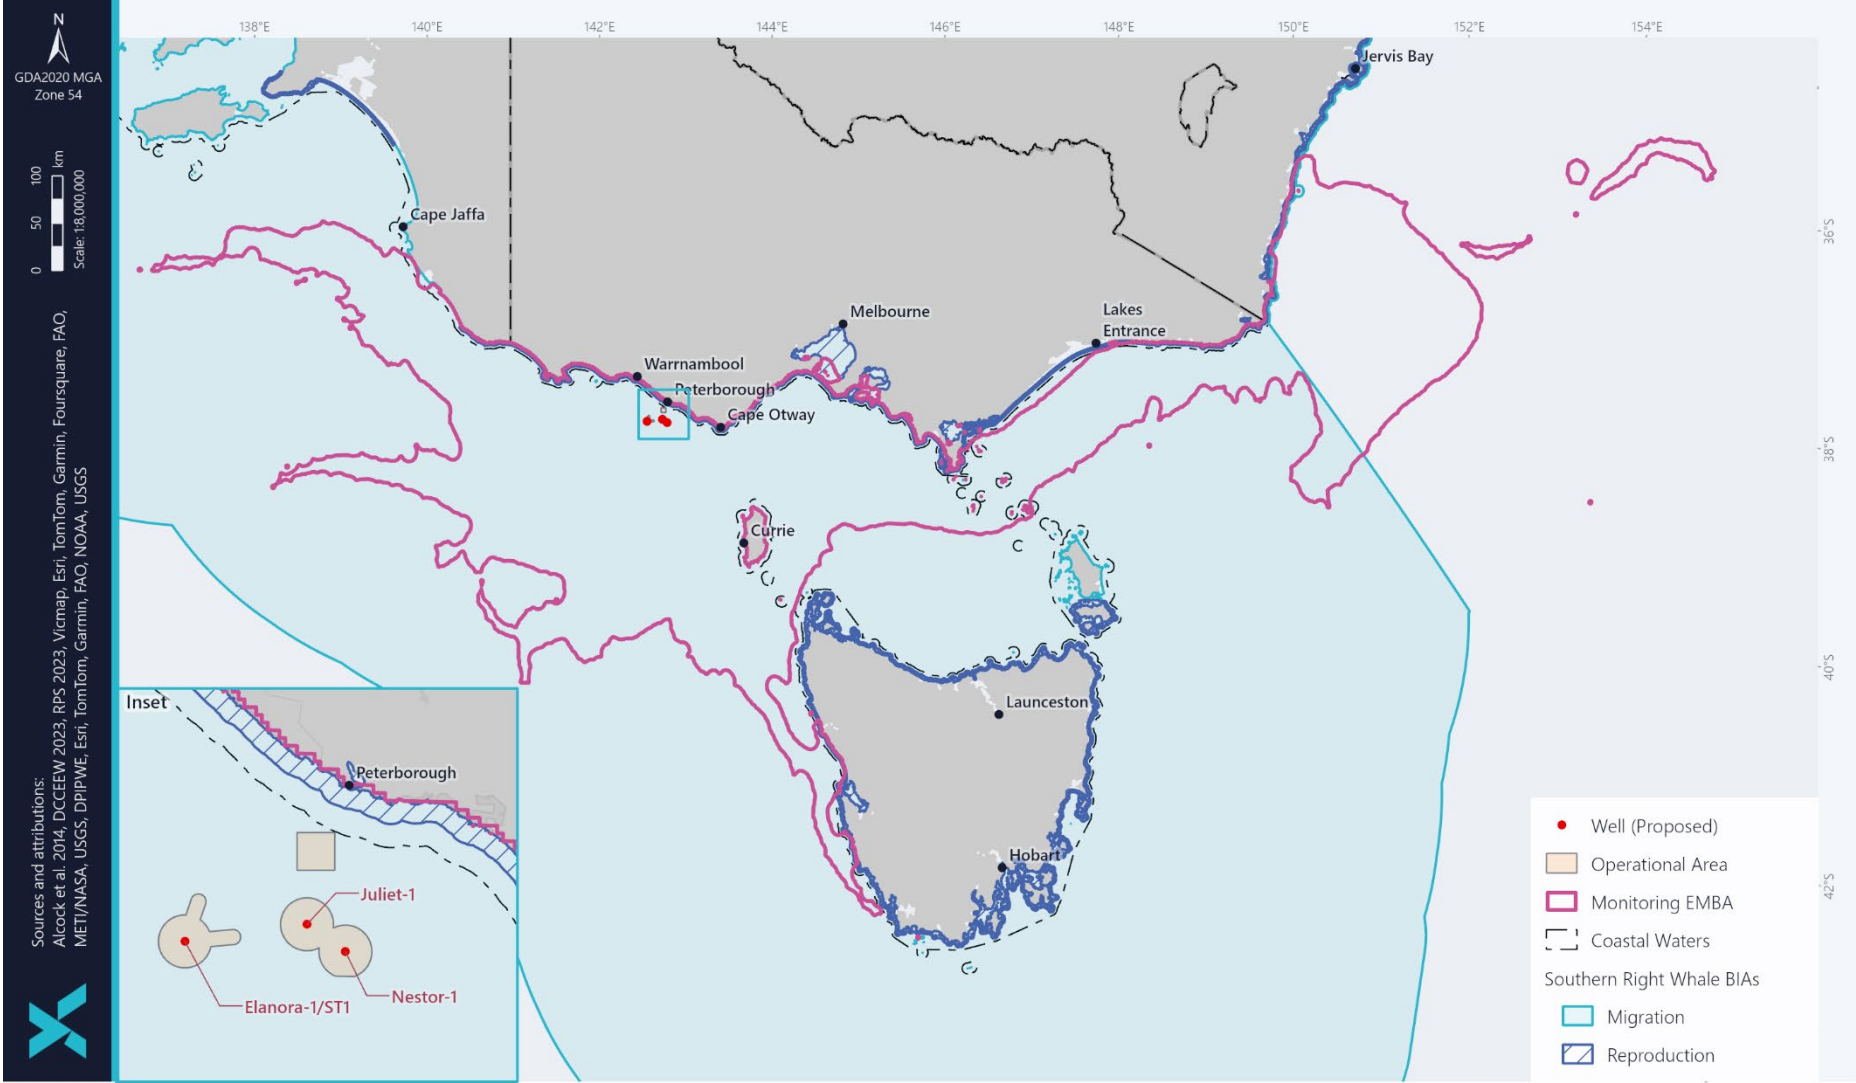 N
GDA2020 MGA
Zone 54
0 50 100 km
Scale: 1:8,000,000
Sources and attributions:
Alcock et al. 2014, DCCEEW 2023, RPS 2023, Vicmap, Esri, TomTom, Garmin, Foursquare, FAO,
METI/NASA, USGS, DPIPWE, Esri, TomTom, Garmin, FAO, NOAA, USGS
138°E 140°E 142°E 144°E 146°E 148°E 150°E 152°E 154°E
36°S
38°S
40°S
42°S
Jervis Bay
Cape Jaffa
Melbourne
Lakes
Entrance
Warrnambool
Peterborough
Cape Otway
Currie
Launceston
Hobart
Inset
Peterborough
Juliet-1
Nestor-1
Elanora-1/ST1
Well (Proposed)
Operational Area
Monitoring EMBA
Coastal Waters
Southern Right Whale BIAs
Migration
Reproduction